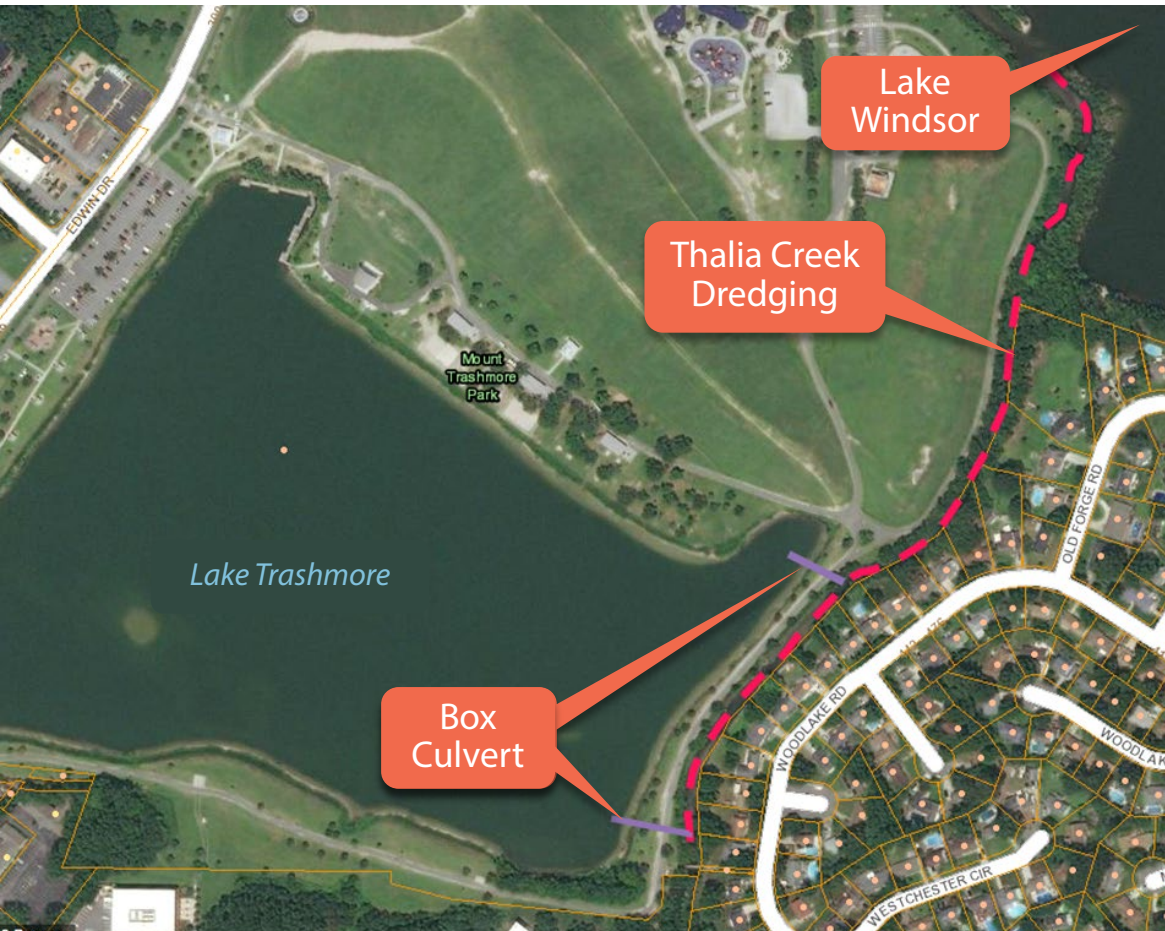 Lake
Windsor
Thalia Creek
Dredging
EDWIN DR
Mount
Trashmore
Park
OLD FORGE RD
Lake Trashmore
Box
Culvert
WOODLAKE RD
WOODLAK
WESTCHESTER CIR